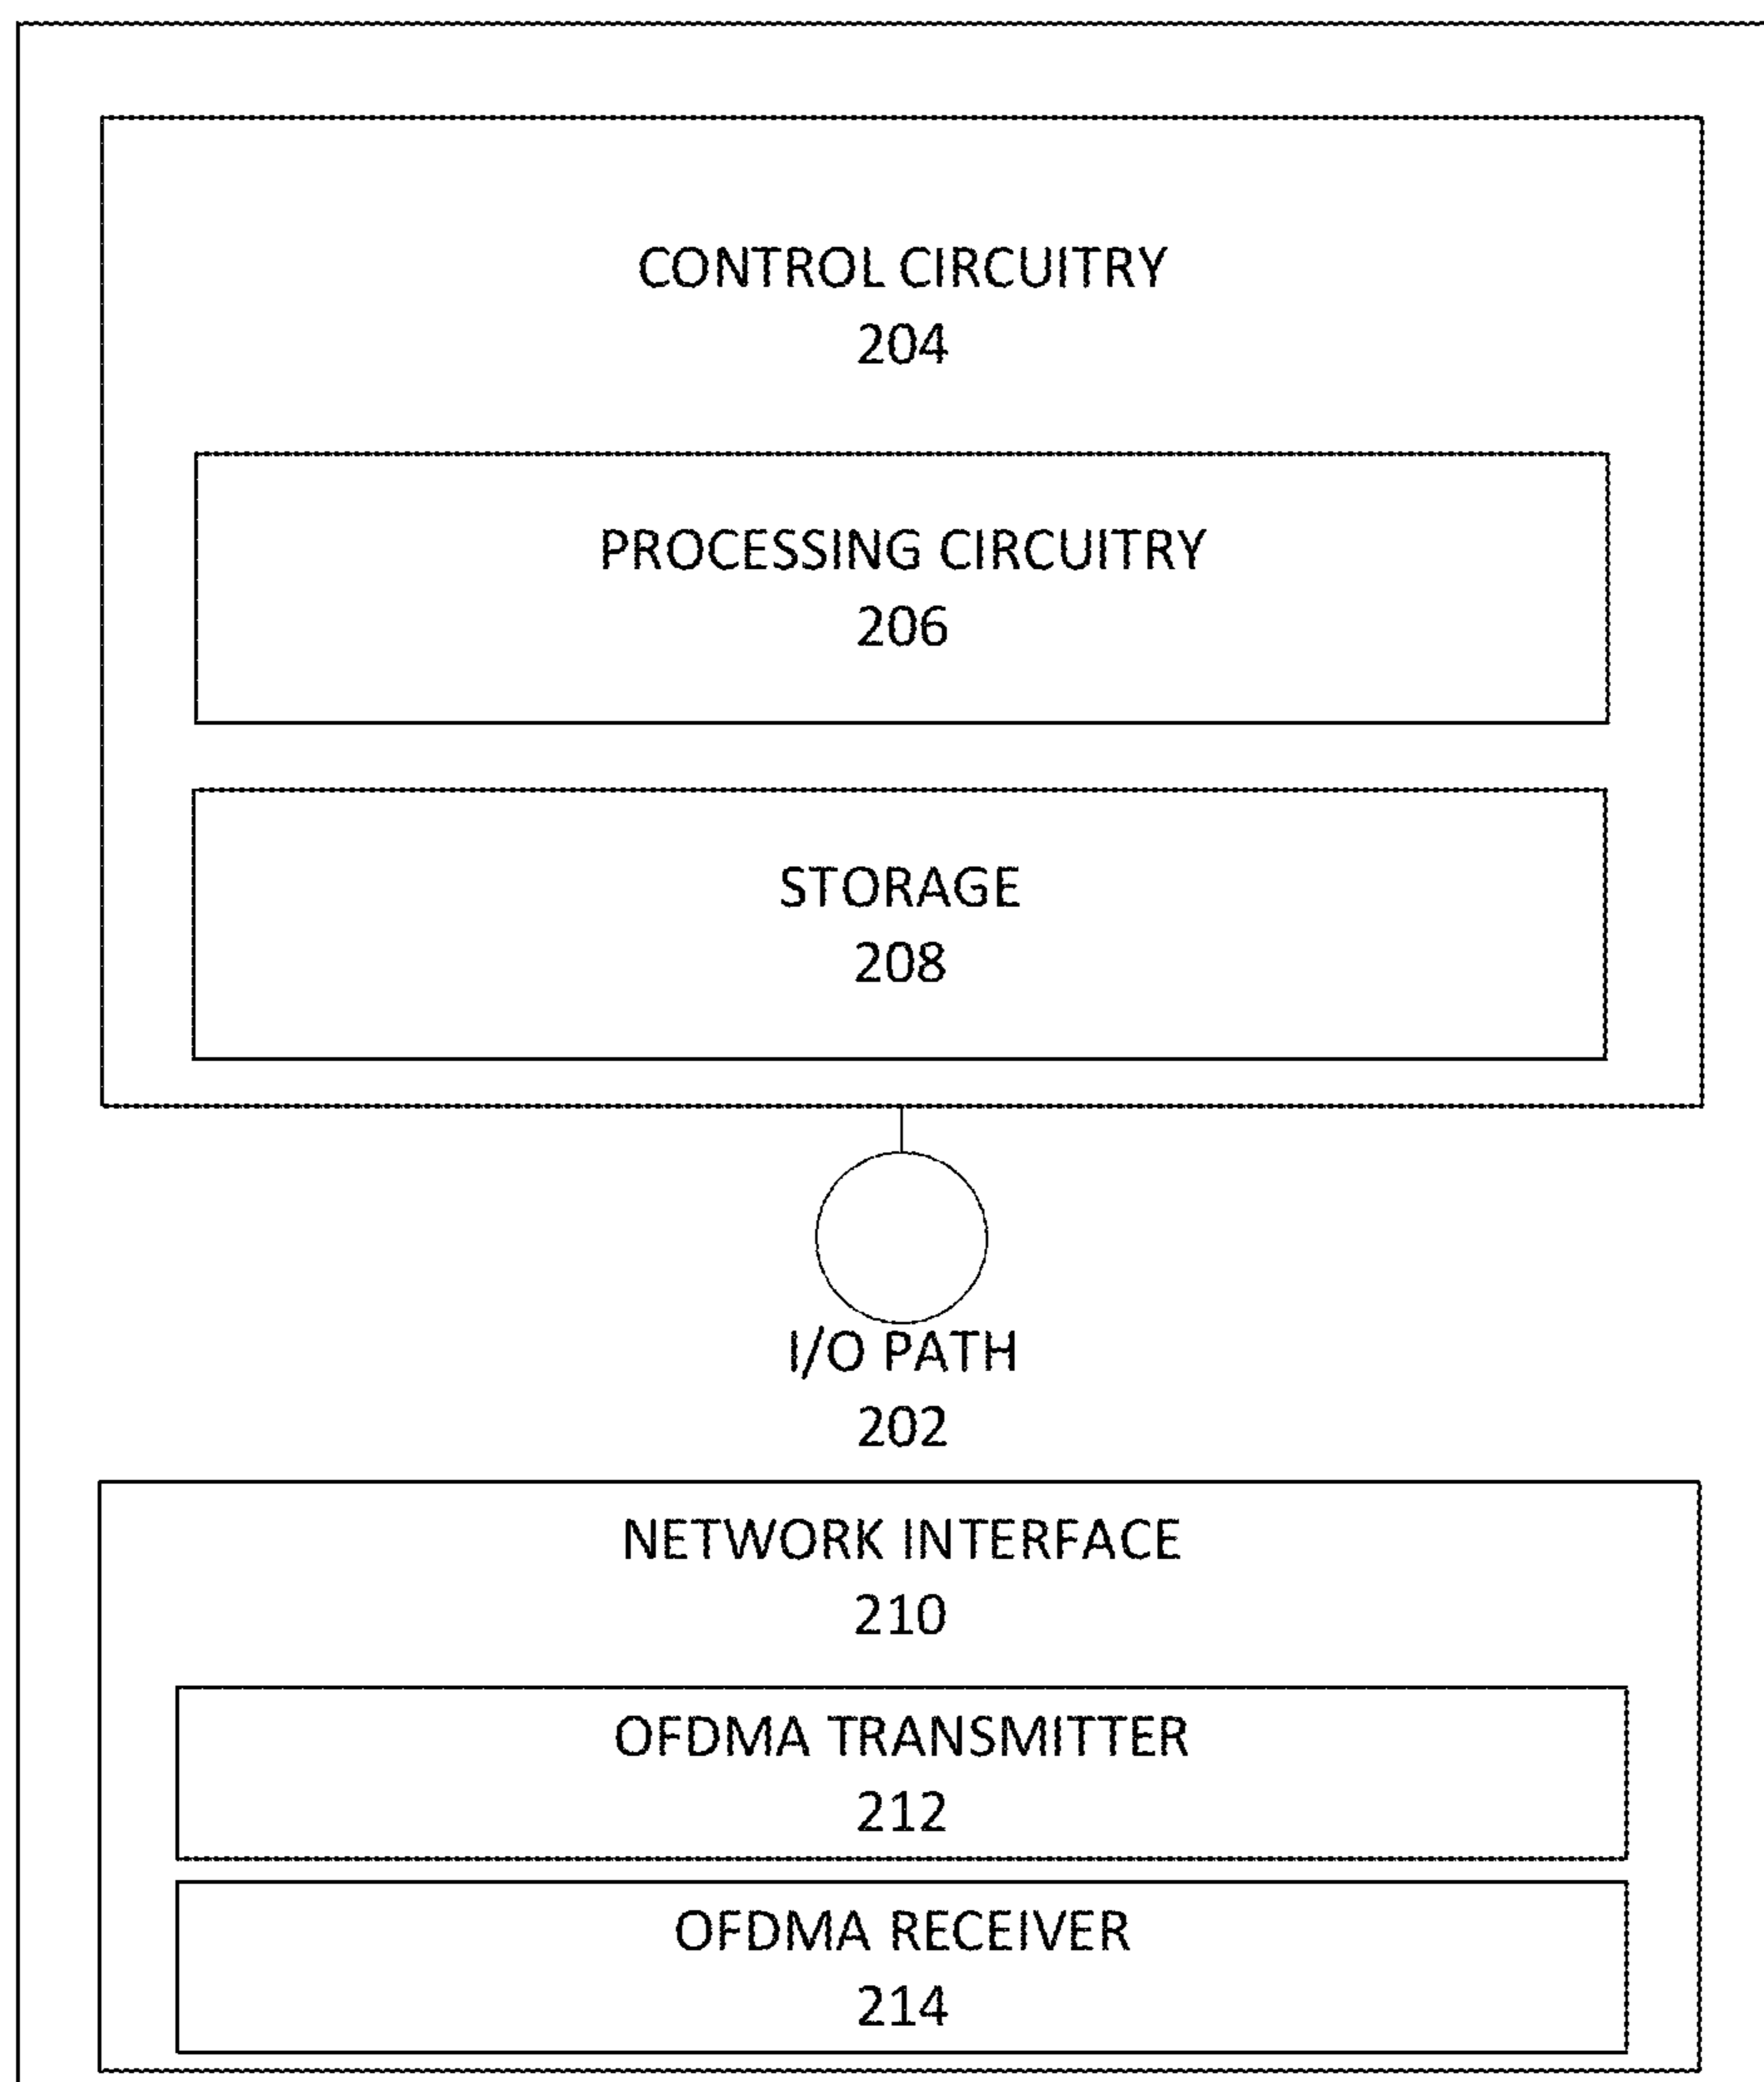 CONTROL CIRCUITRY
204
PROCESSING CIRCUITRY
206
STORAGE
208
I/O PATH
202
NETWORK INTERFACE
210
OFDMA TRANSMITTER
212
OFDMA RECEIVER
214